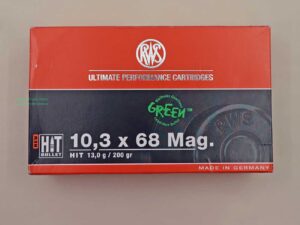 RWS
ULTIMATE PERFORMANCE CARTRIDGES
GREEN
HIT
BULLET
10,3 x 68 Mag.
HIT 13,0 g / 200 gr
RWS
MADE IN GERMANY